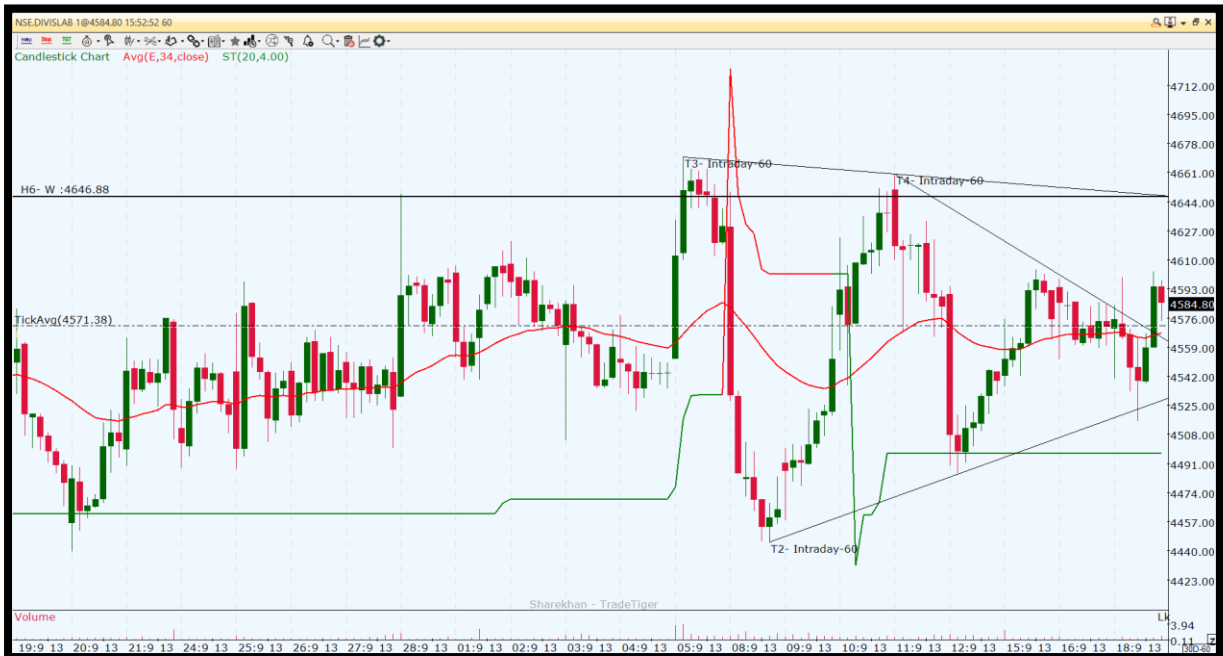 NSE.DIVISLAB 1@4584.80 15:52:52 60
Candlestick Chart Avg(E,34,close) ST(20,4.00)
4712.00
4695.00
4678.00
T3- Intraday-60
4661.00
T4- Intraday-60
H6- W :4646.88
4644.00
4627.00
4610.00
4593.00
4584.80
TickAvg(4571.38)
4576.00
4559.00
4542.00
4525.00
4508.00
4491.00
4474.00
4457.00
T2- Intraday-60
4440.00
4423.00
Sharekhan - TradeTiger
Volume
Lk
3.94
0.11
19:9 13 20:9 13 21:9 13 24:9 13 25:9 13 26:9 13 27:9 13 28:9 13 01:9 13 02:9 13 03:9 13 04:9 13 05:9 13 08:9 13 09:9 13 10:9 13 11:9 13 12:9 13 15:9 13 16:9 13 17:9 13 18:9 13 30D-60